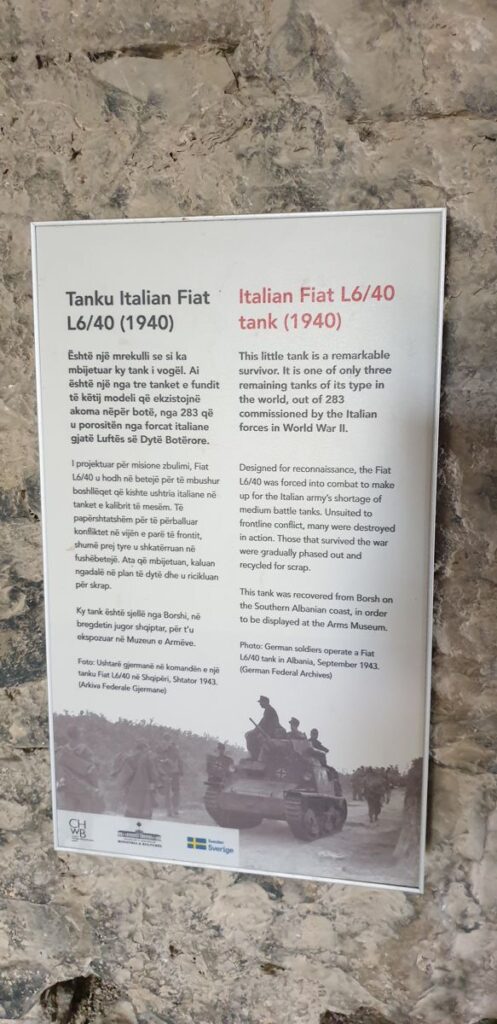 Tanku Italian Fiat
L6/40 (1940)
Është një mrekulli se si ka
mbijetuar ky tank i vogël. Ai
është një nga tre tanket e fundit
të këtij modeli që ekzistojnë
akoma nëpër botë, nga 283 që
u porositën nga forcat italiane
gjatë Luftës së Dytë Botërore.
I projektuar për misione zbulimi, Fiat
L6/40 u hodh në betejë për të mbushur
boshllëqet që kishte ushtria italiane në
tanket e kalibrit të mesëm. Të
papërshtatshëm për të përballuar
konfliktet në vijën e parë të frontit,
shumë prej tyre u shkatërruan në
fushëbetejë. Ata që mbijetuan, kaluan
ngadalë në plan të dytë dhe u ricikluan
për skrap.
Ky tank është sjellë nga Borshi, në
bregdetin jugor shqiptar, për t'u
ekspozuar në Muzeun e Armëve.
Foto: Ushtarë gjermanë në komandën e një
tanku Fiat L6/40 në Shqipëri, Shtator 1943.
(Arkiva Federale Gjermane)
Italian Fiat L6/40
tank (1940)
This little tank is a remarkable
survivor. It is one of only three
remaining tanks of its type in
the world, out of 283
commissioned by the Italian
forces in World War II.
Designed for reconnaissance, the Fiat
L6/40 was forced into combat to make
up for the Italian army's shortage of
medium battle tanks. Unsuited to
frontline conflict, many were destroyed
in action. Those that survived the war
were gradually phased out and
recycled for scrap.
This tank was recovered from Borsh on
the Southern Albanian coast, in order
to be displayed at the Arms Museum.
Photo: German soldiers operate a Fiat
L6/40 tank in Albania, September 1943.
(German Federal Archives)
CH
WB
MINISTRIA E KULTURËS
Sweden
Sverige